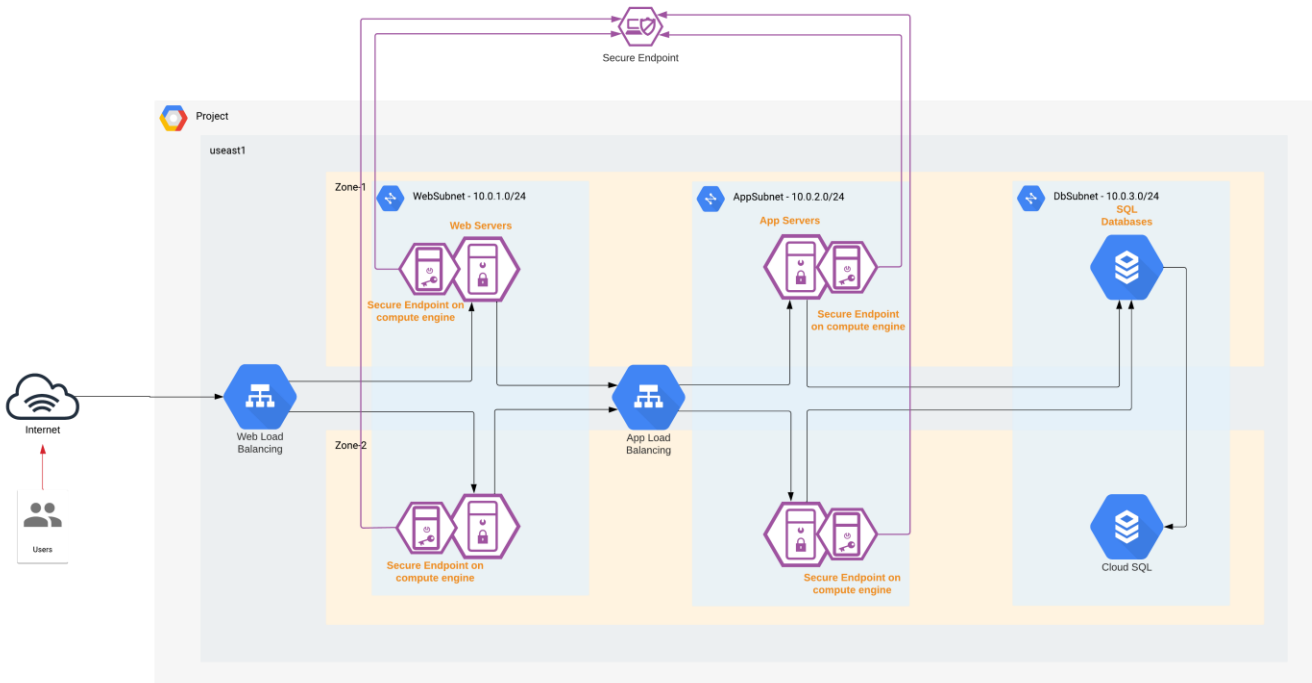 Secure Endpoint
Project
useast1
Zone-1
WebSubnet - 10.0.1.0/24
AppSubnet - 10.0.2.0/24
DbSubnet - 10.0.3.0/24
Web Servers
App Servers
SQL
Databases
Secure Endpoint on
compute engine
Secure Endpoint
on compute engine
Internet
Web Load
Balancing
App Load
Balancing
Zone-2
Users
Secure Endpoint on
compute engine
Secure Endpoint on
compute engine
Cloud SQL